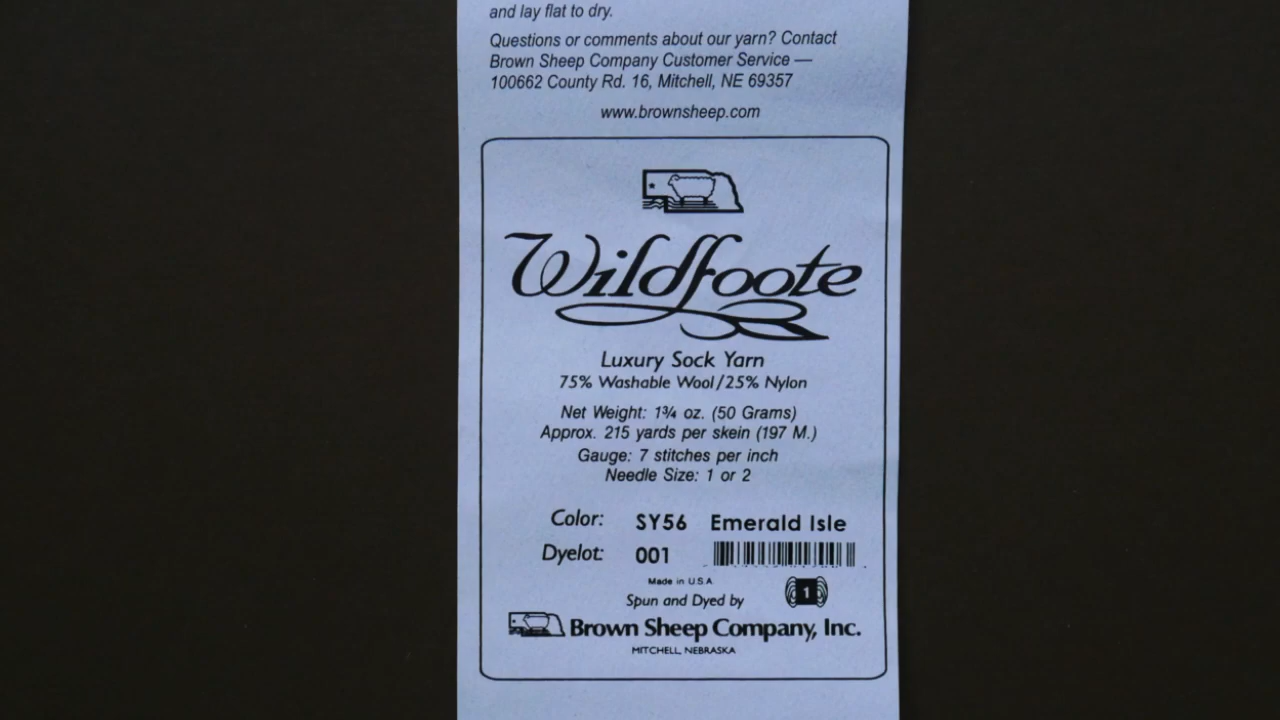 and lay flat to dry.
Questions or comments about our yarn? Contact
Brown Sheep Company Customer Service —
100662 County Rd. 16, Mitchell, NE 69357
www.brownsheep.com
Wildfoote
Luxury Sock Yarn
75% Washable Wool/25% Nylon
Net Weight: 1¾ oz. (50 Grams)
Approx. 215 yards per skein (197 M.)
Gauge: 7 stitches per inch
Needle Size: 1 or 2
Color: SY56 Emerald Isle
Dyelot: 001
Made in U.S.A.
1
Spun and Dyed by
Brown Sheep Company, Inc.
MITCHELL, NEBRASKA